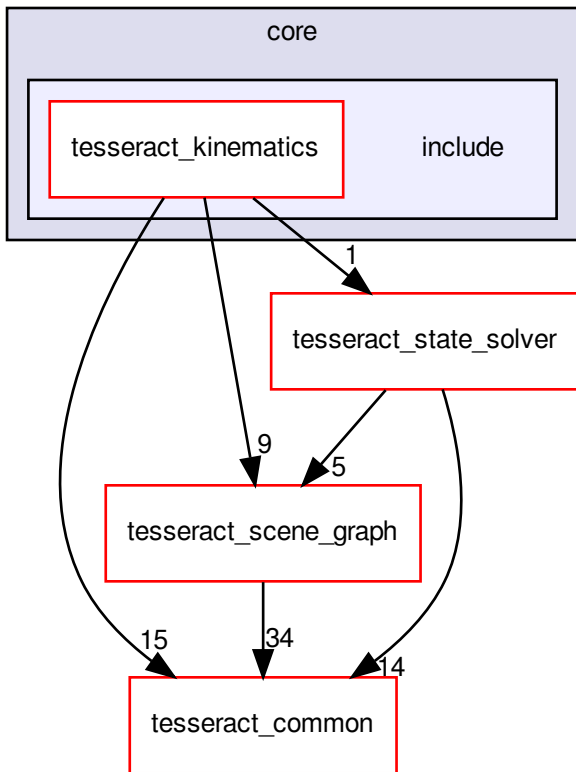 core
tesseract_kinematics
include
1
tesseract_state_solver
9
5
tesseract_scene_graph
15
34
14
tesseract_common